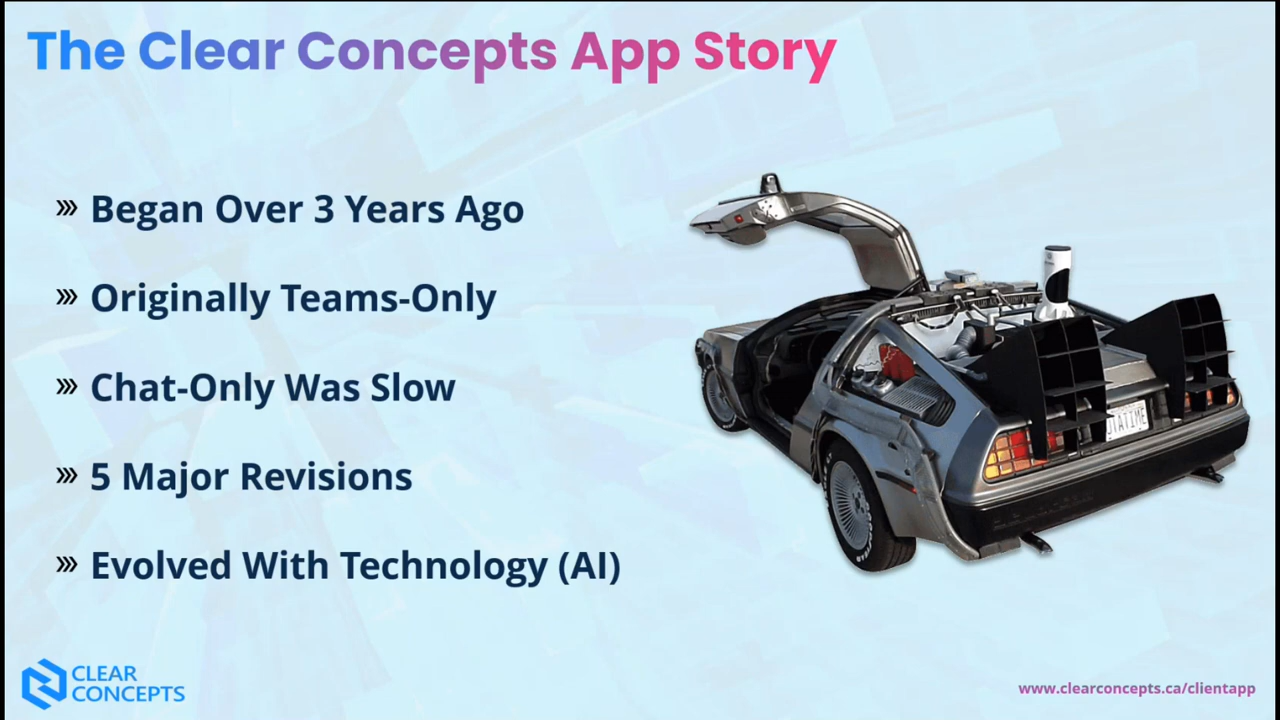 The Clear Concepts App Story
Began Over 3 Years Ago
Originally Teams-Only
Chat-Only Was Slow
5 Major Revisions
Evolved With Technology (AI)
CLEAR
CONCEPTS
www.clearconcepts.ca/clientapp